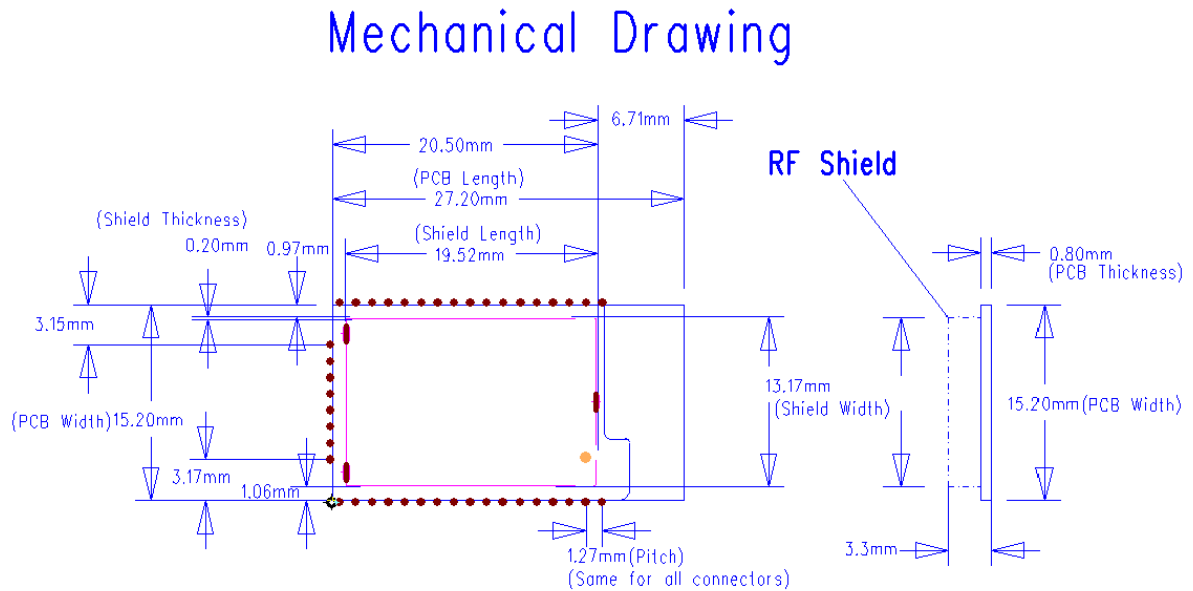 Mechanical Drawing
6.71mm
20.50mm
RF Shield
(PCB Length)
27.20mm
(Shield Thickness)
0.20mm
0.97mm
(Shield Length)
19.52mm
0.80mm
(PCB Thickness)
3.15mm
13.17mm
(Shield Width)
15.20mm(PCB Width)
(PCB Width)15.20mm
3.17mm
1.06mm
1.27mm(Pitch)
(Same for all connectors)
3.3mm